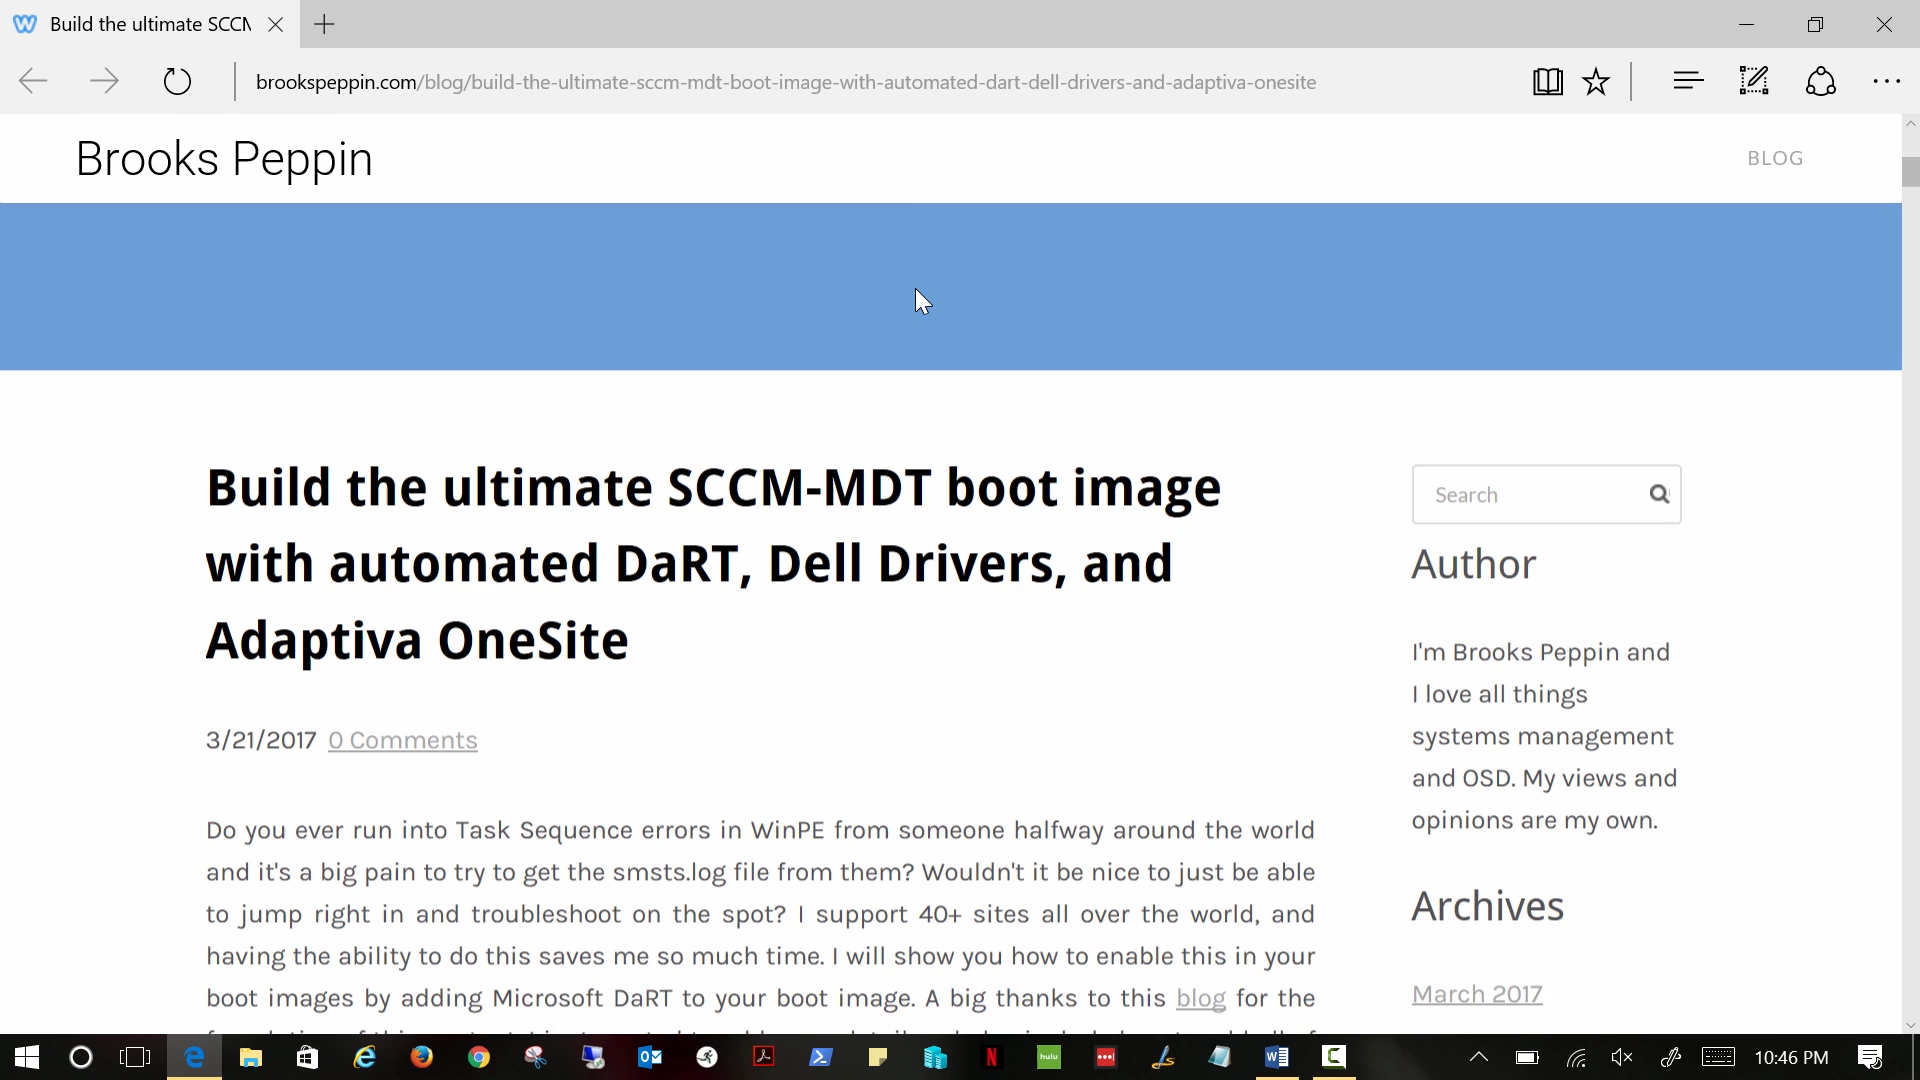 Build the ultimate SCCM
brookspeppin.com/blog/build-the-ultimate-sccm-mdt-boot-image-with-automated-dart-dell-drivers-and-adaptiva-onesite
Brooks Peppin
BLOG
Build the ultimate SCCM-MDT boot image
with automated DaRT, Dell Drivers, and
Adaptiva OneSite
3/21/2017 0 Comments
Do you ever run into Task Sequence errors in WinPE from someone halfway around the world
and it's a big pain to try to get the smsts.log file from them? Wouldn't it be nice to just be able
to jump right in and troubleshoot on the spot? I support 40+ sites all over the world, and
having the ability to do this saves me so much time. I will show you how to enable this in your
boot images by adding Microsoft DaRT to your boot image. A big thanks to this blog for the
Search
Author
I'm Brooks Peppin and
I love all things
systems management
and OSD. My views and
opinions are my own.
Archives
March 2017
hulu
10:46 PM